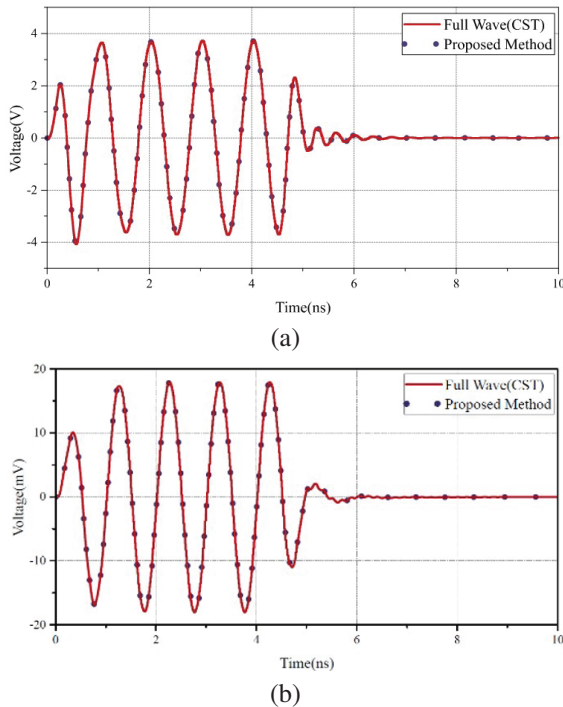 Full Wave(CST)
Proposed Method
4
2
0
-2
-4
Voltage(V)
0 2 4 6 8 10
Time(ns)
(a)
Full Wave(CST)
Proposed Method
20
10
0
-10
-20
Voltage(mV)
0 2 4 6 8 10
Time(ns)
(b)